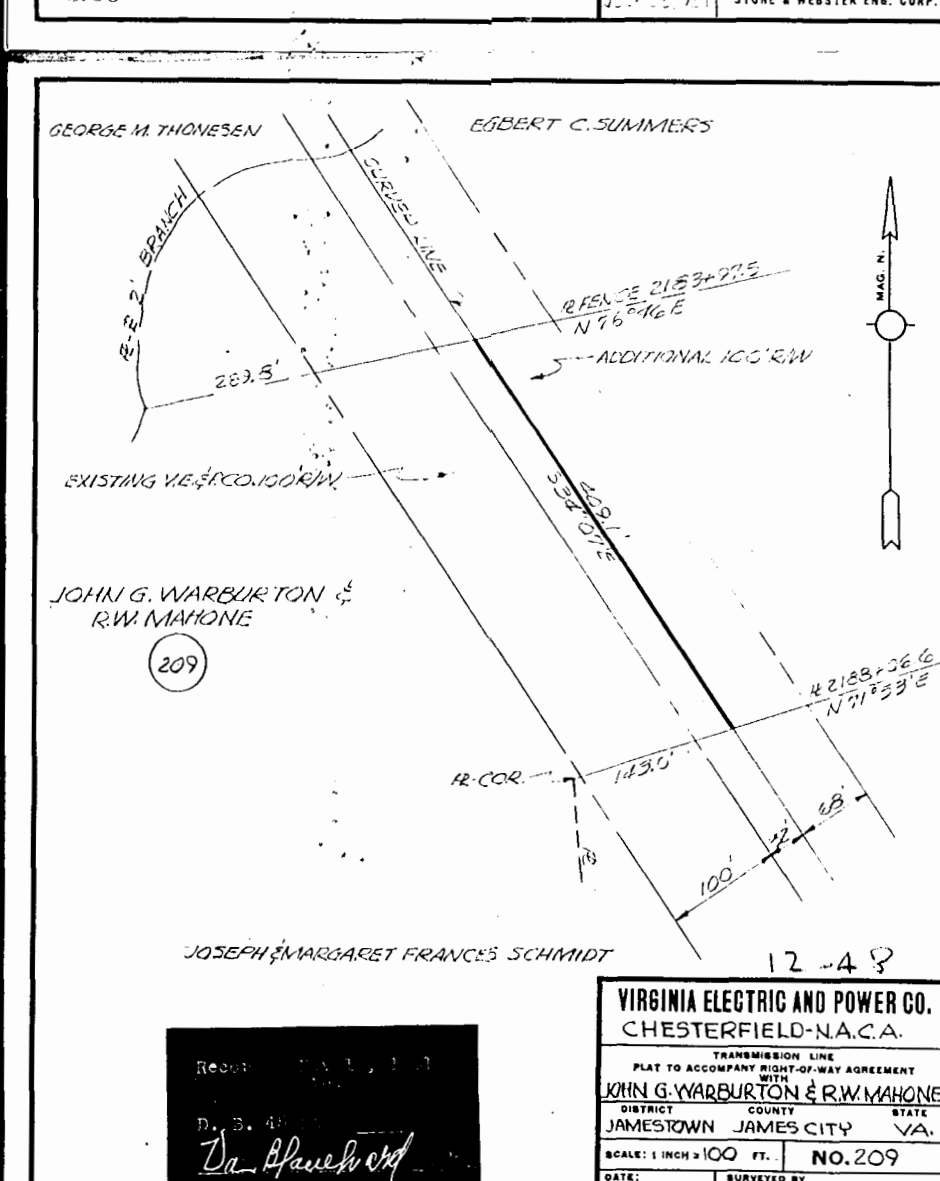 STONE & WEBSTER ENG. CORP.
GEORGE M. THONESEN
EGBERT C. SUMMERS
2' BRANCH
SURVEY LINE
MAG. N.
℄ FENCE 2183+97.5
N 76°46'E
ADDITIONAL 100' R/W
289.8'
EXISTING V.E.&P.CO. 100' R/W
409.1'
S 34° 07' E
JOHN G. WARBURTON &
R.W. MAHONE
209
2188+06.6
N 71°53'E
COR.
143.0'
100'
68'
JOSEPH & MARGARET FRANCES SCHMIDT
12-48
VIRGINIA ELECTRIC AND POWER CO.
CHESTERFIELD-N.A.C.A.
TRANSMISSION LINE
PLAT TO ACCOMPANY RIGHT-OF-WAY AGREEMENT
WITH
JOHN G. WARBURTON & R.W. MAHONE
DISTRICT COUNTY STATE
JAMESTOWN JAMES CITY VA.
SCALE: 1 INCH = 100 FT. NO. 209
DATE: SURVEYED BY
D. B.